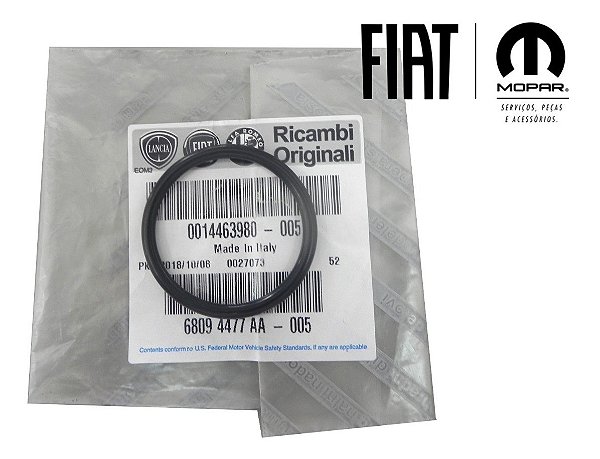 FIAT
MOPAR®
SERVIÇOS, PEÇAS
E ACESSÓRIOS.
LANCIA FIAT Ricambi
Originali
0014463980 - 005
Made In Italy
2018/10/06 0027073 52
6809 4477 AA - 005
Contents conform to U.S. Federal Motor Vehicle Safety Standards, if any are applicable